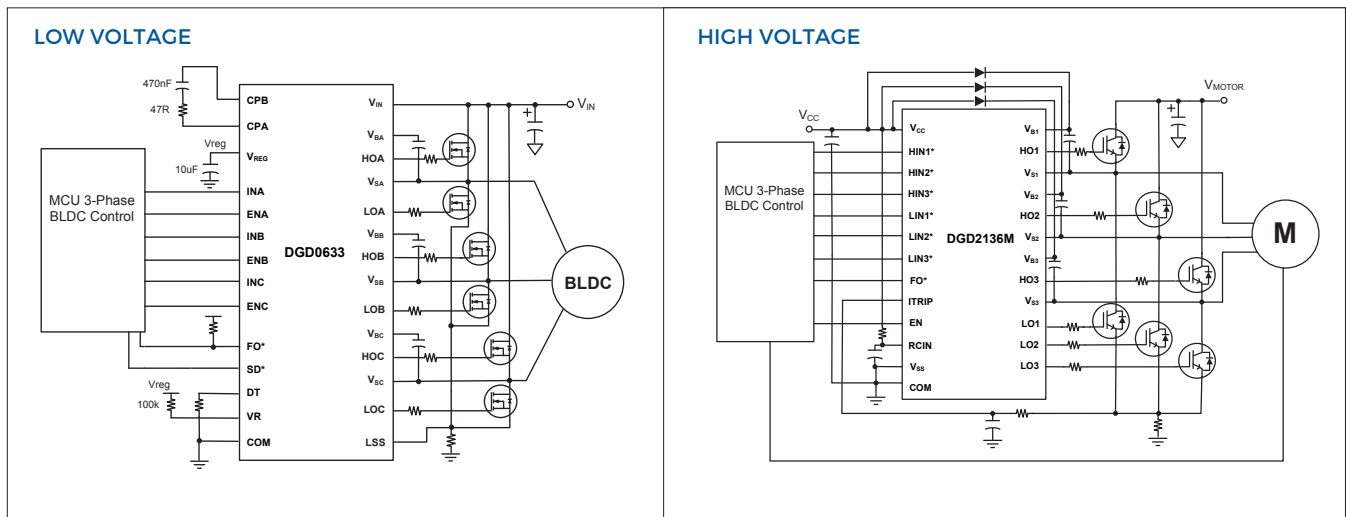 LOW VOLTAGE
470nF
47R
Vreg
10uF
MCU 3-Phase
BLDC Control
Vreg
100k
CPB
CPA
VREG
INA
ENA
INB
ENB
INC
ENC
FO*
SD*
DT
VR
COM
DGD0633
VIN
VBA
HOA
VSA
LOA
VBB
HOB
VSB
LOB
VBC
HOC
VSC
LOC
LSS
VIN
BLDC
HIGH VOLTAGE
VCC
MCU 3-Phase
BLDC Control
VCC
HIN1*
HIN2*
HIN3*
LIN1*
LIN2*
LIN3*
FO*
ITRIP
EN
RCIN
VSS
COM
DGD2136M
VB1
HO1
VS1
VB2
HO2
VS2
VB3
HO3
VS3
LO1
LO2
LO3
+
VMOTOR
+
M